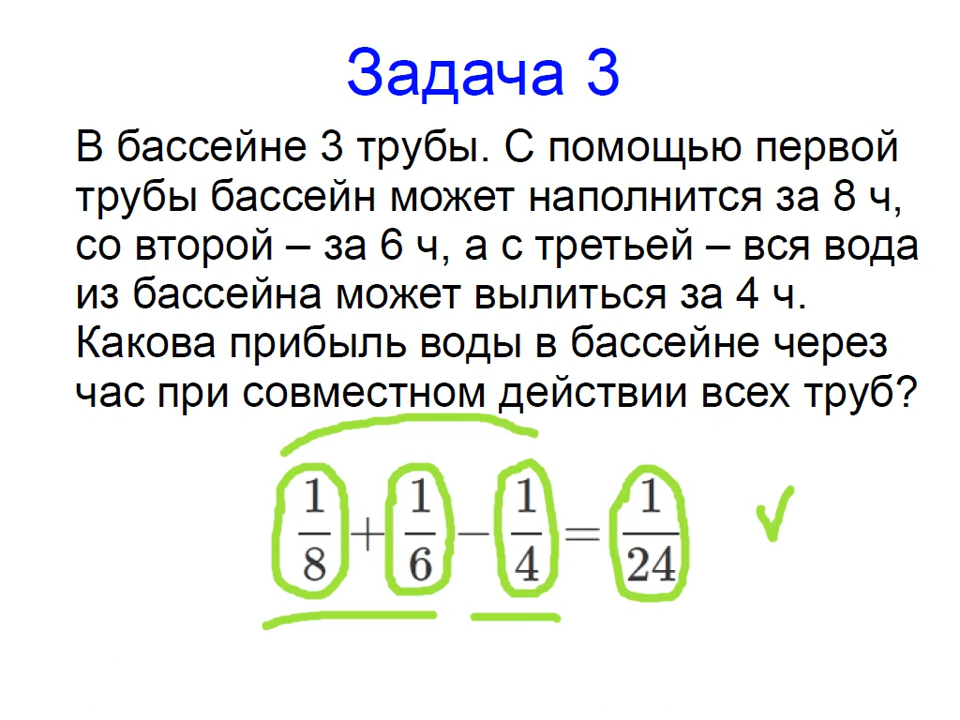 Задача 3
В бассейне 3 трубы. С помощью первой
трубы бассейн может наполнится за 8 ч,
со второй – за 6 ч, а с третьей – вся вода
из бассейна может вылиться за 4 ч.
Какова прибыль воды в бассейне через
час при совместном действии всех труб?
1/8 + 1/6 − 1/4 = 1/24 ✓